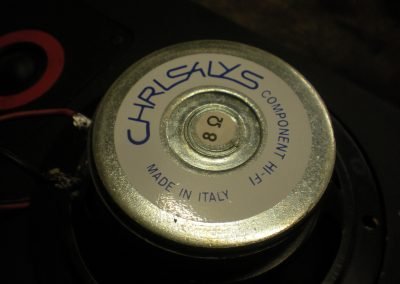 CHRISALYS
COMPONENT HI-FI
8 Ω
MADE IN ITALY